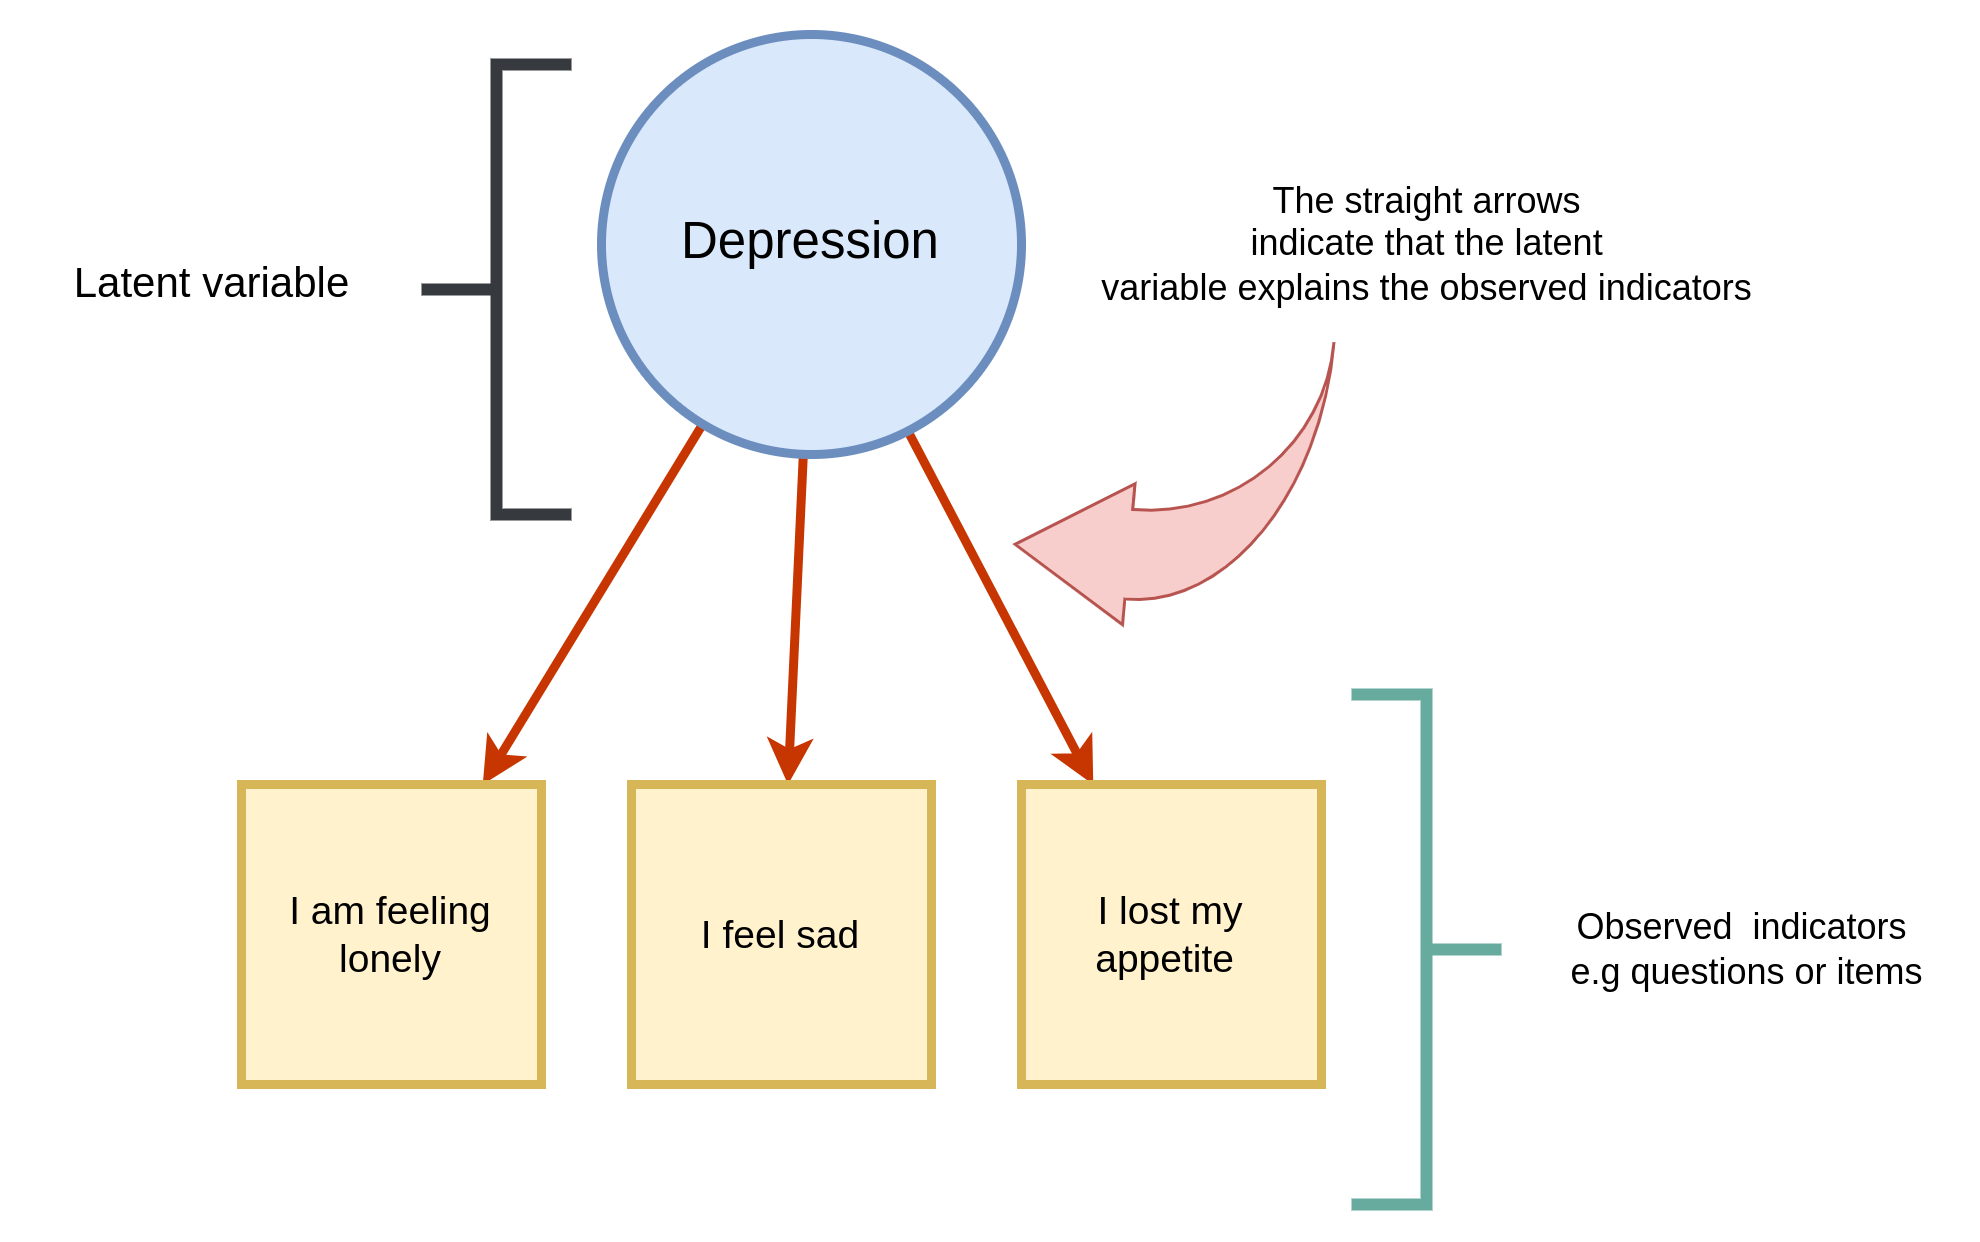 Depression
Latent variable
The straight arrows
indicate that the latent
variable explains the observed indicators
I am feeling
lonely
I feel sad
I lost my
appetite
Observed  indicators
e.g questions or items